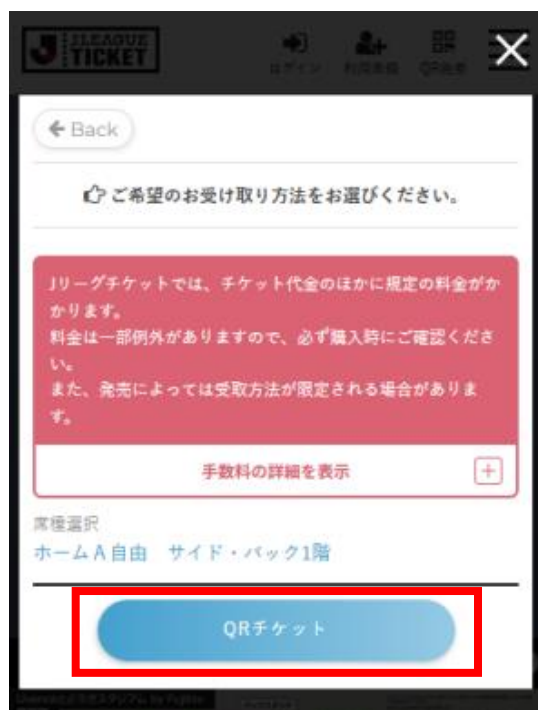 J.LEAGUE
TICKET
ログイン
QR発券
← Back
ご希望のお受け取り方法をお選びください。
Jリーグチケットでは、チケット代金のほかに規定の料金がか
かります。
料金は一部例外がありますので、必ず購入時にご確認くださ
い。
また、発売によっては受取方法が限定される場合がありま
す。
手数料の詳細を表示
席種選択
ホームA自由 サイド・バック1階
QRチケット